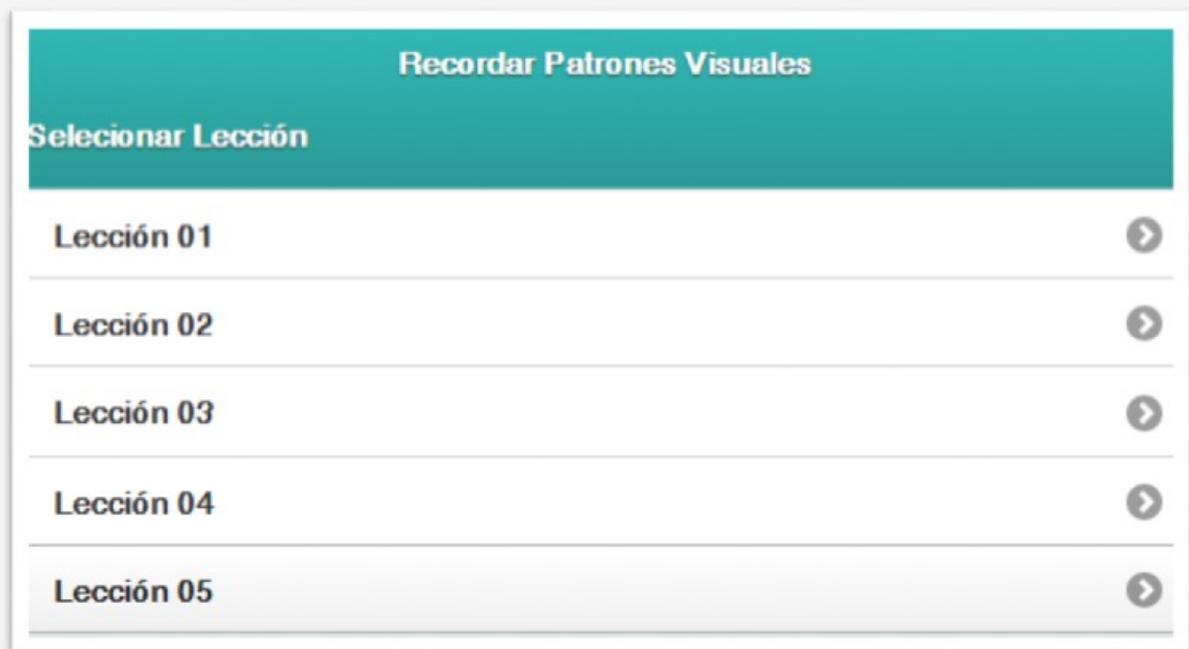 Recordar Patrones Visuales
Selecionar Lección
Lección 01
Lección 02
Lección 03
Lección 04
Lección 05